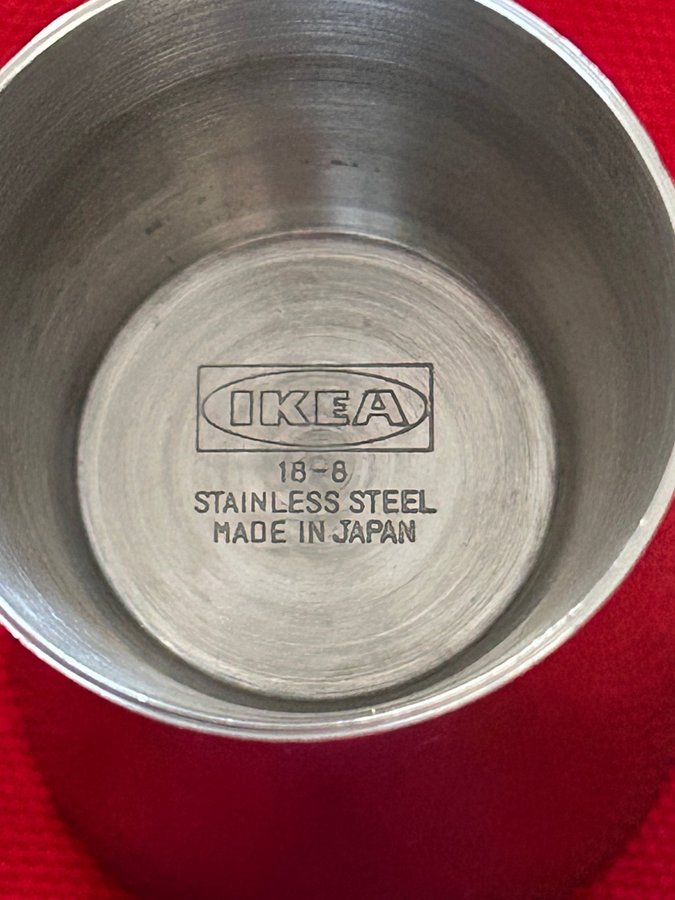 IKEA
18-8
STAINLESS STEEL
MADE IN JAPAN